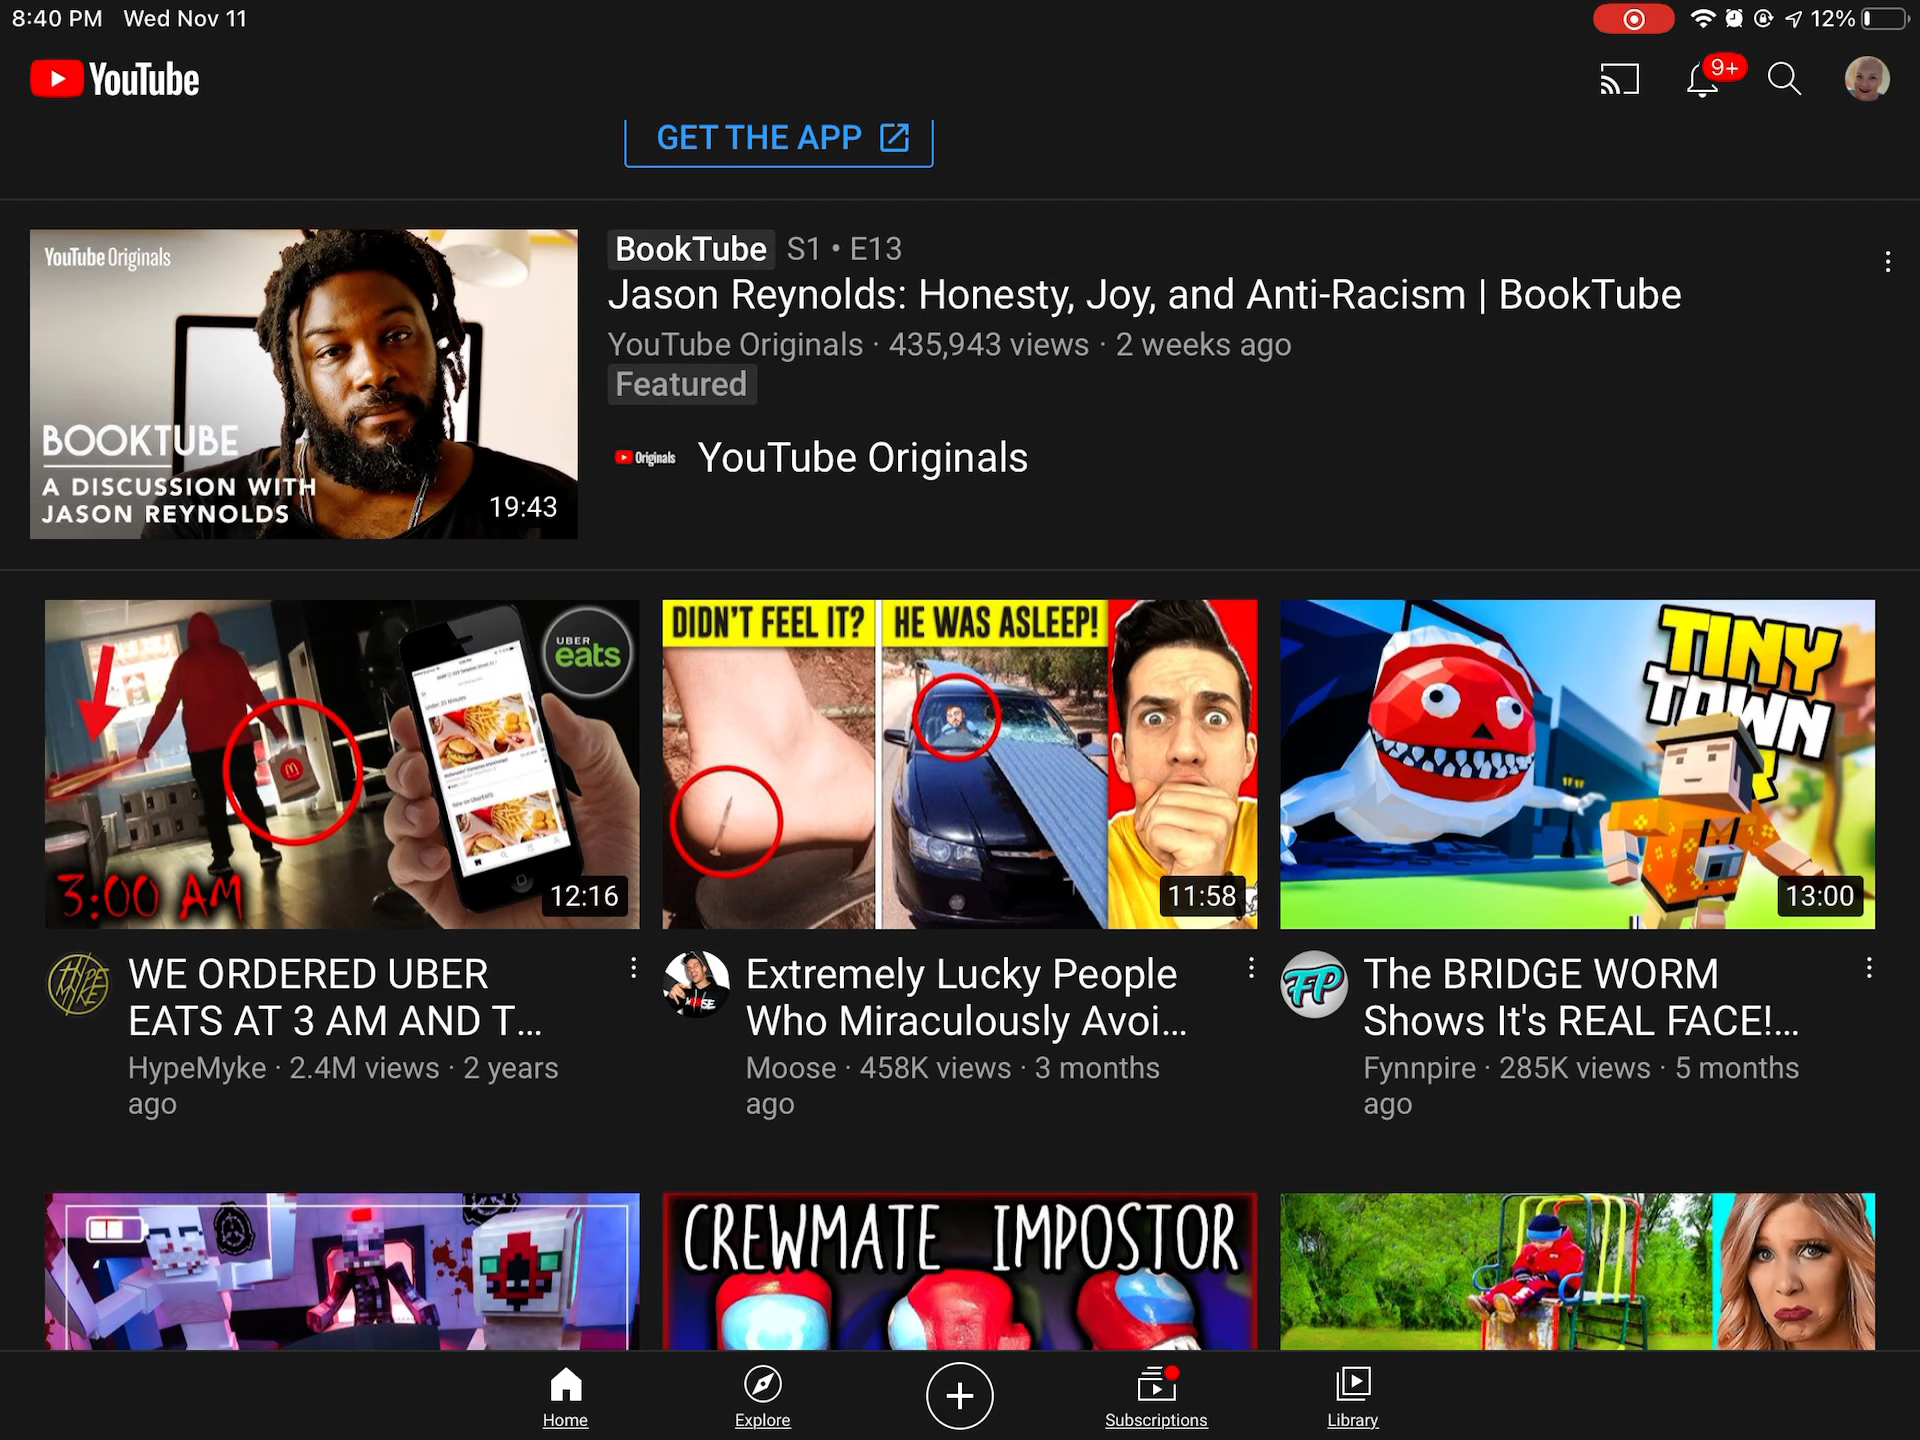 8:40 PM Wed Nov 11
12%
YouTube
9+
GET THE APP
YouTube Originals
BOOKTUBE
A DISCUSSION WITH
JASON REYNOLDS
19:43
BookTube S1 • E13
Jason Reynolds: Honesty, Joy, and Anti-Racism | BookTube
YouTube Originals · 435,943 views · 2 weeks ago
Featured
Originals
YouTube Originals
UBER
eats
3:00 AM
12:16
DIDN'T FEEL IT?
HE WAS ASLEEP!
11:58
TINY
TOWN
13:00
HYPE
MYKE
WE ORDERED UBER
EATS AT 3 AM AND T...
HypeMyke · 2.4M views · 2 years
ago
Extremely Lucky People
Who Miraculously Avoi...
Moose · 458K views · 3 months
ago
FP
The BRIDGE WORM
Shows It's REAL FACE!...
Fynnpire · 285K views · 5 months
ago
CREWMATE IMPOSTOR
Home
Explore
Subscriptions
Library